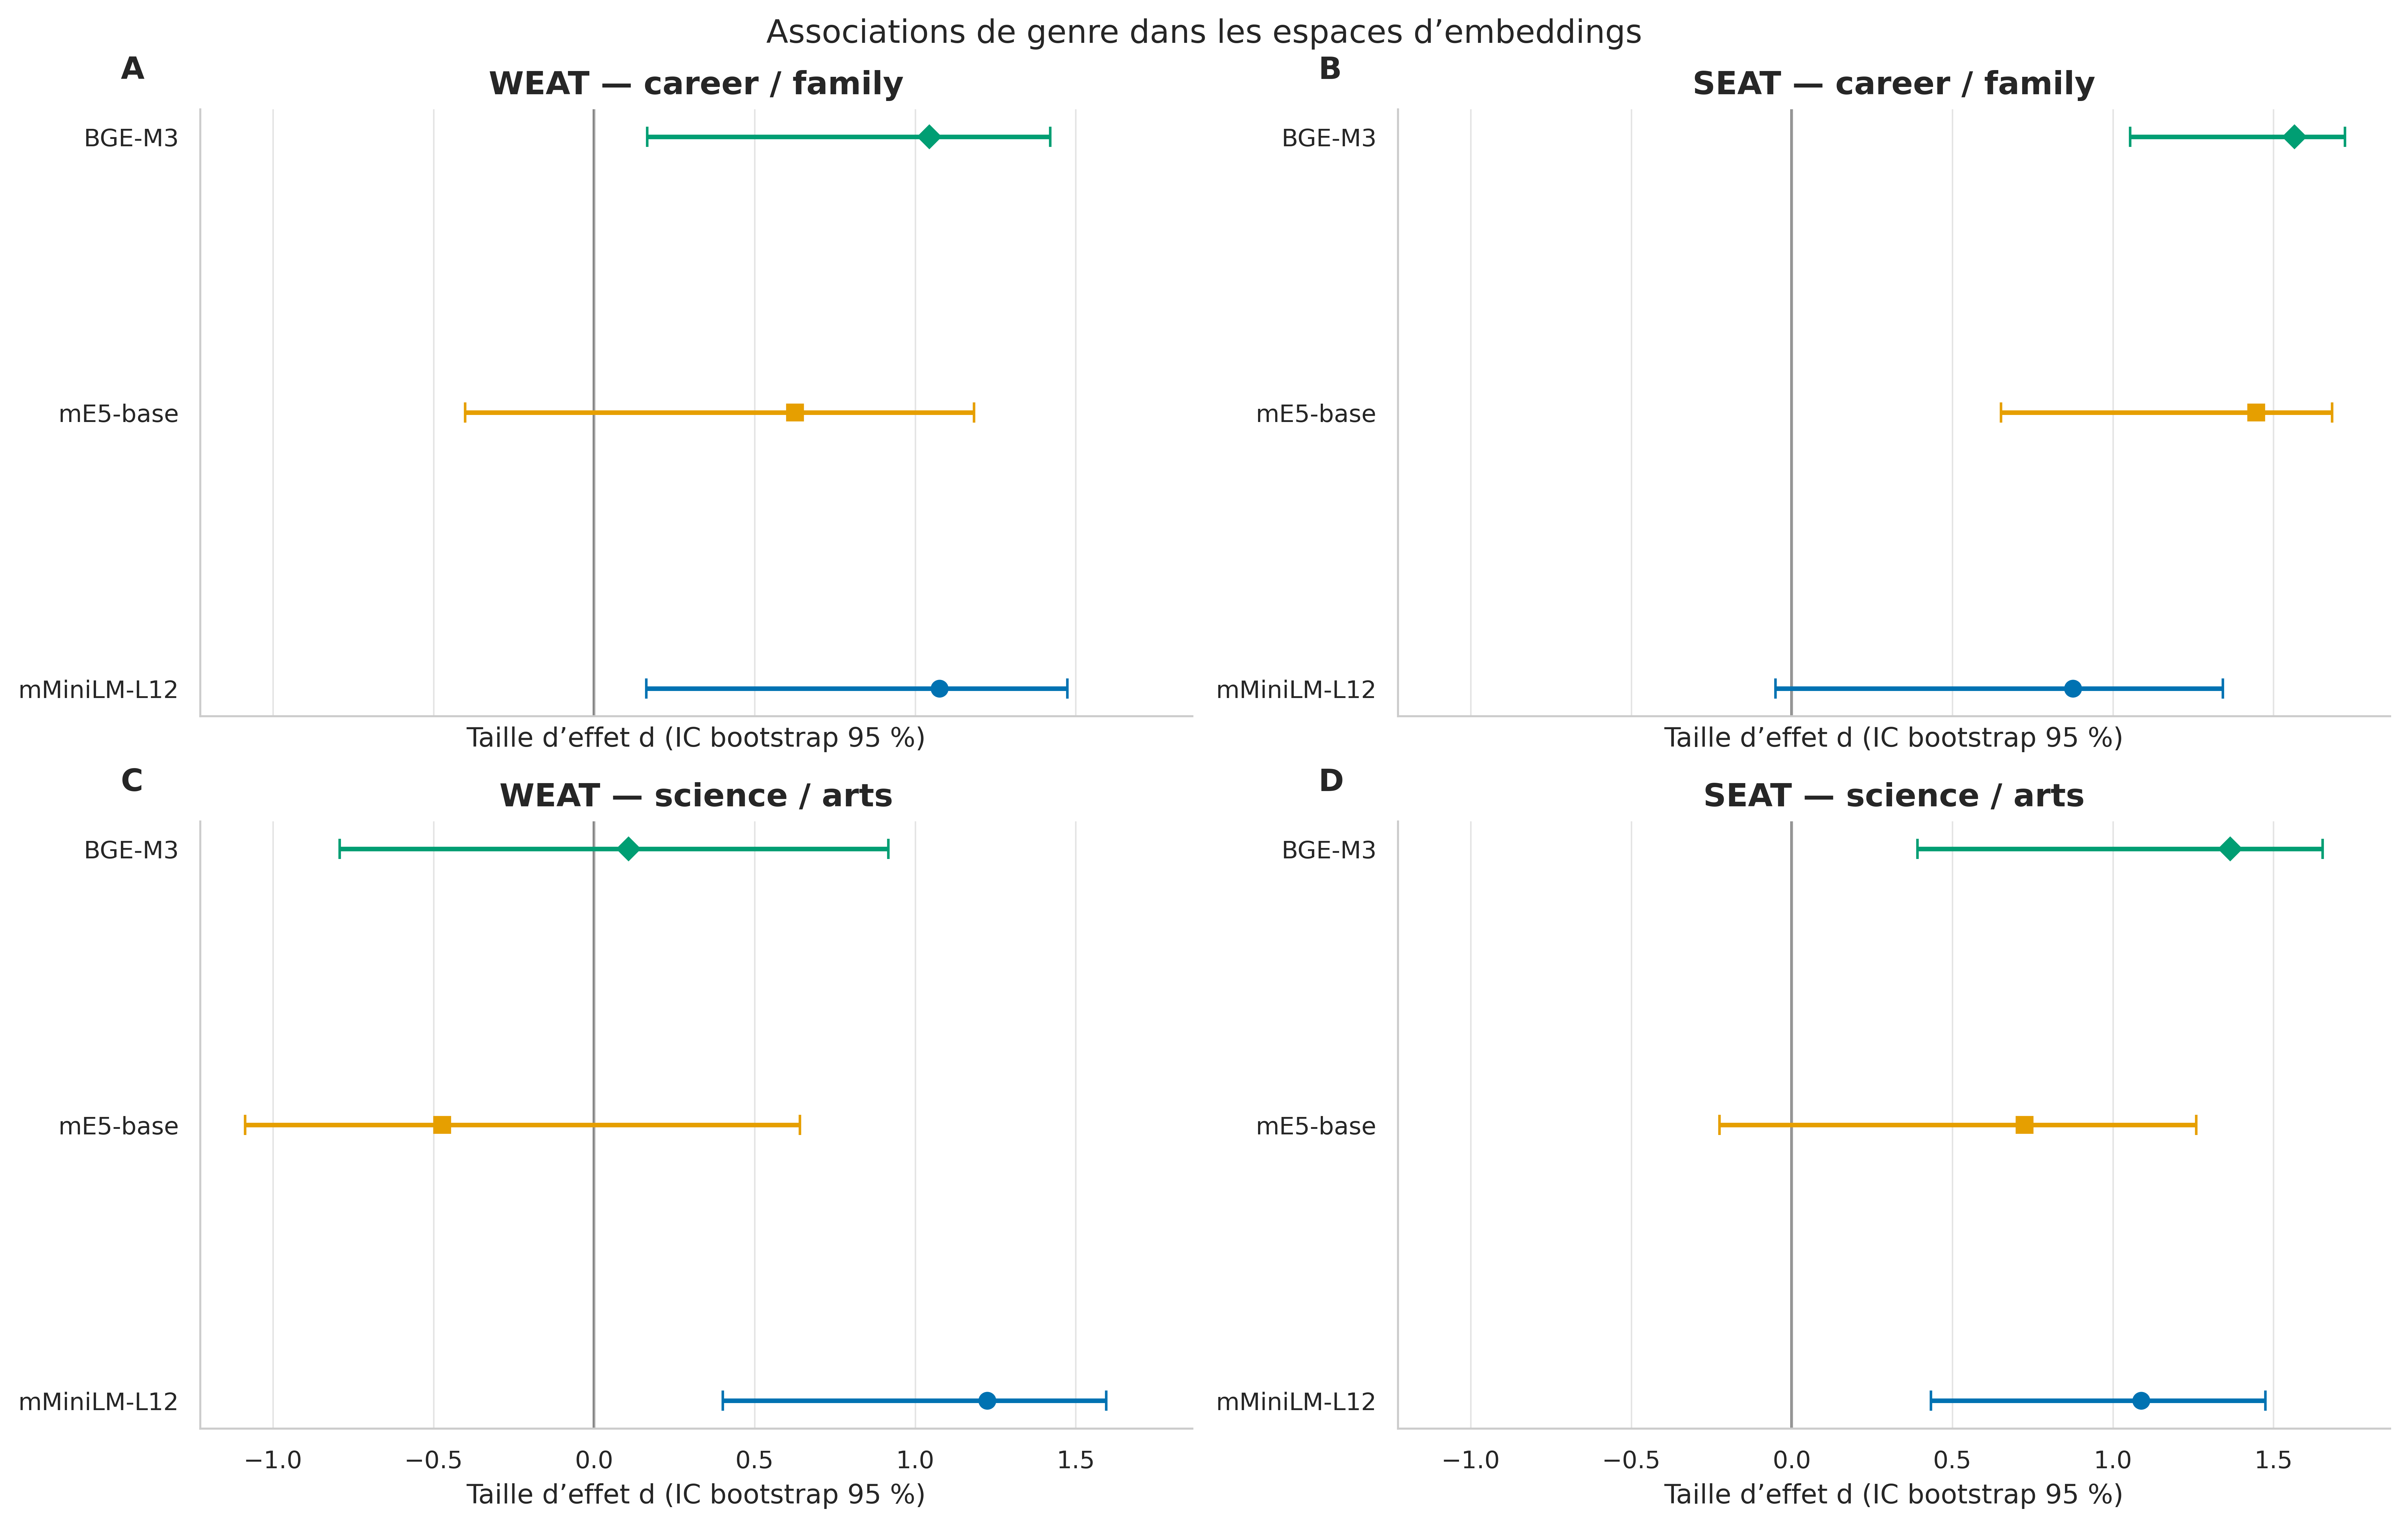 Associations de genre dans les espaces d’embeddings
A
WEAT — career / family
BGE-M3
mE5-base
mMiniLM-L12
Taille d’effet d (IC bootstrap 95 %)
B
SEAT — career / family
BGE-M3
mE5-base
mMiniLM-L12
Taille d’effet d (IC bootstrap 95 %)
C
WEAT — science / arts
BGE-M3
mE5-base
mMiniLM-L12
−1.0 −0.5 0.0 0.5 1.0 1.5
Taille d’effet d (IC bootstrap 95 %)
D
SEAT — science / arts
BGE-M3
mE5-base
mMiniLM-L12
−1.0 −0.5 0.0 0.5 1.0 1.5
Taille d’effet d (IC bootstrap 95 %)